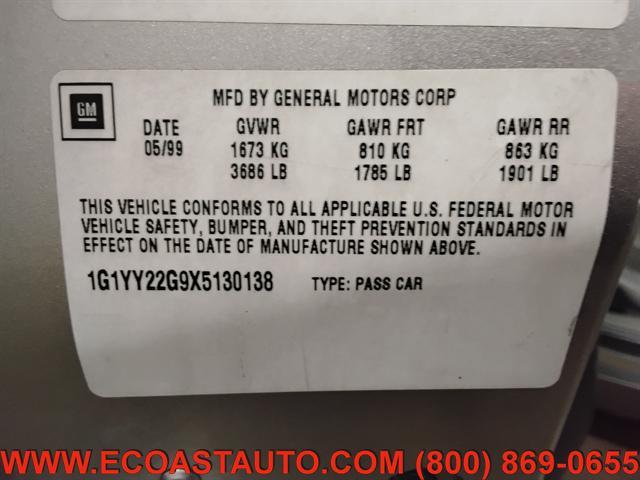 GM
MFD BY GENERAL MOTORS CORP
DATE GVWR GAWR FRT GAWR RR
05/99 1673 KG 810 KG 863 KG
3686 LB 1785 LB 1901 LB
THIS VEHICLE CONFORMS TO ALL APPLICABLE U.S. FEDERAL MOTOR
VEHICLE SAFETY, BUMPER, AND THEFT PREVENTION STANDARDS IN
EFFECT ON THE DATE OF MANUFACTURE SHOWN ABOVE.
1G1YY22G9X5130138 TYPE: PASS CAR
WWW.ECOASTAUTO.COM (800) 869-0655